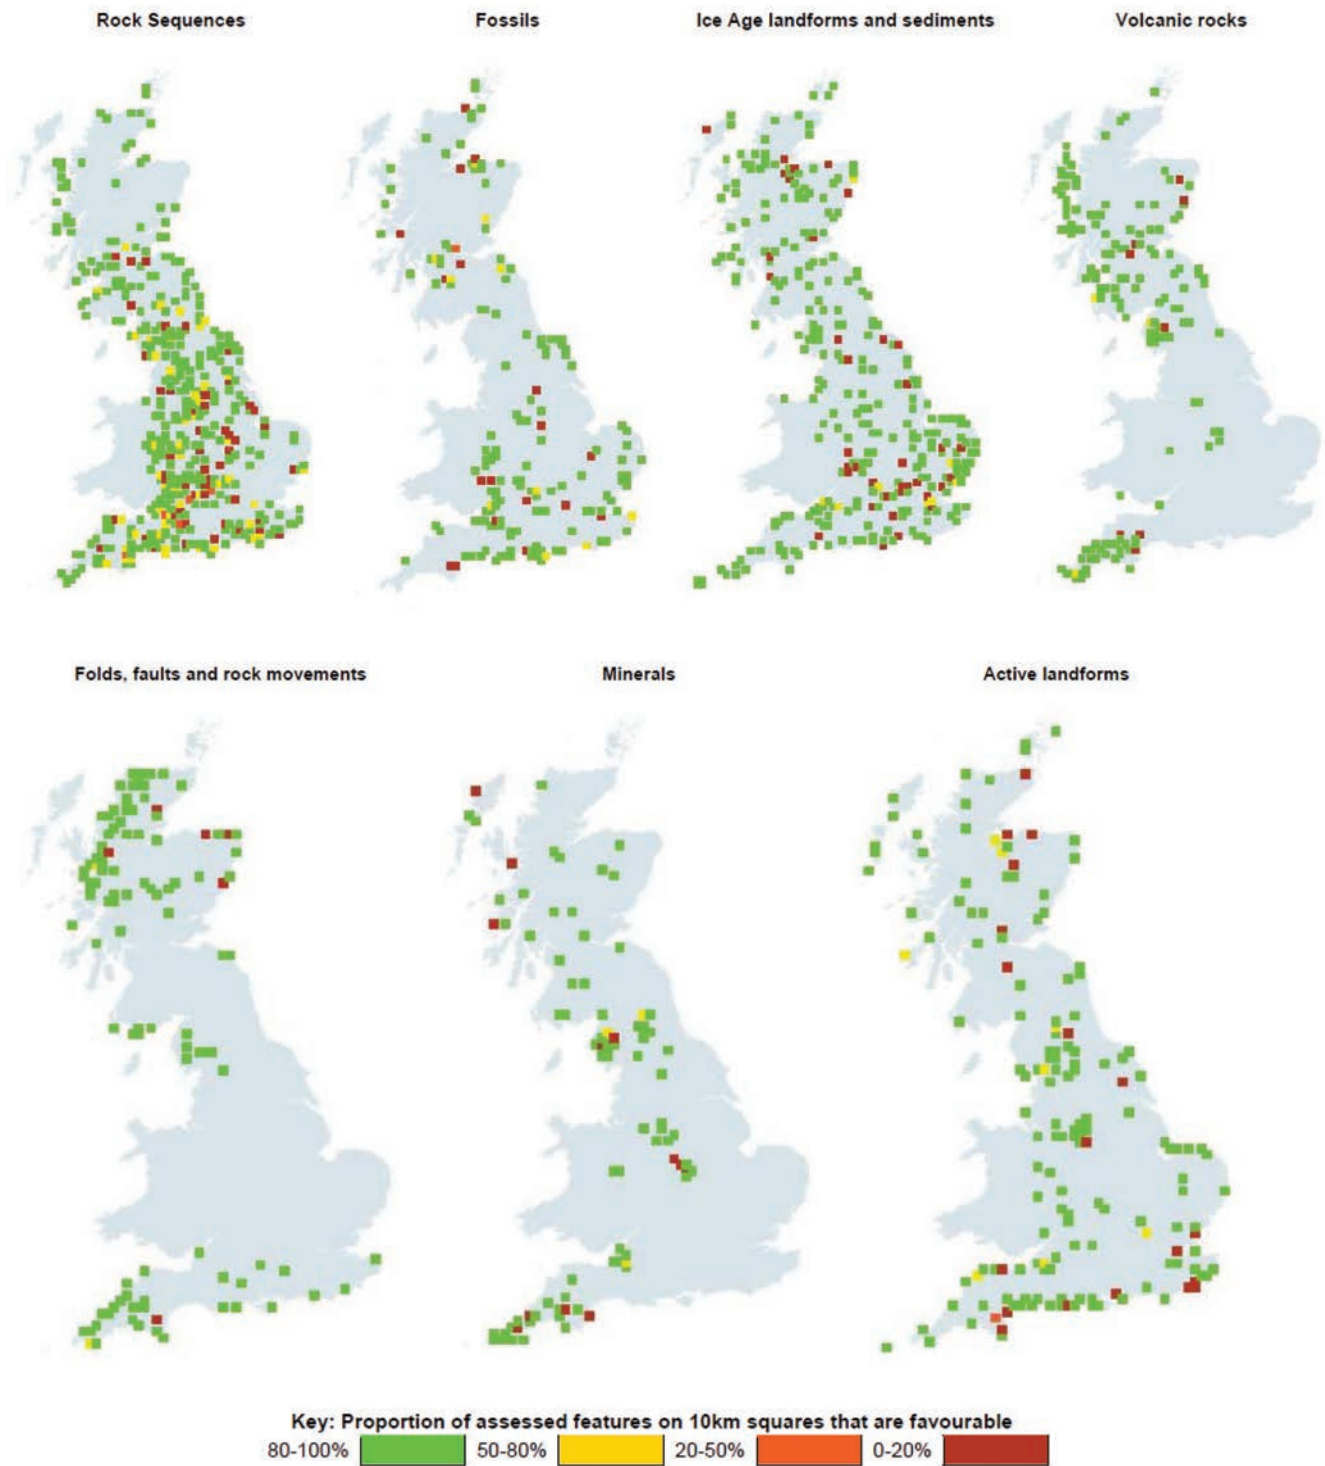 Rock Sequences
Fossils
Ice Age landforms and sediments
Volcanic rocks
Folds, faults and rock movements
Minerals
Active landforms
Key: Proportion of assessed features on 10km squares that are favourable
80-100% 50-80% 20-50% 0-20%